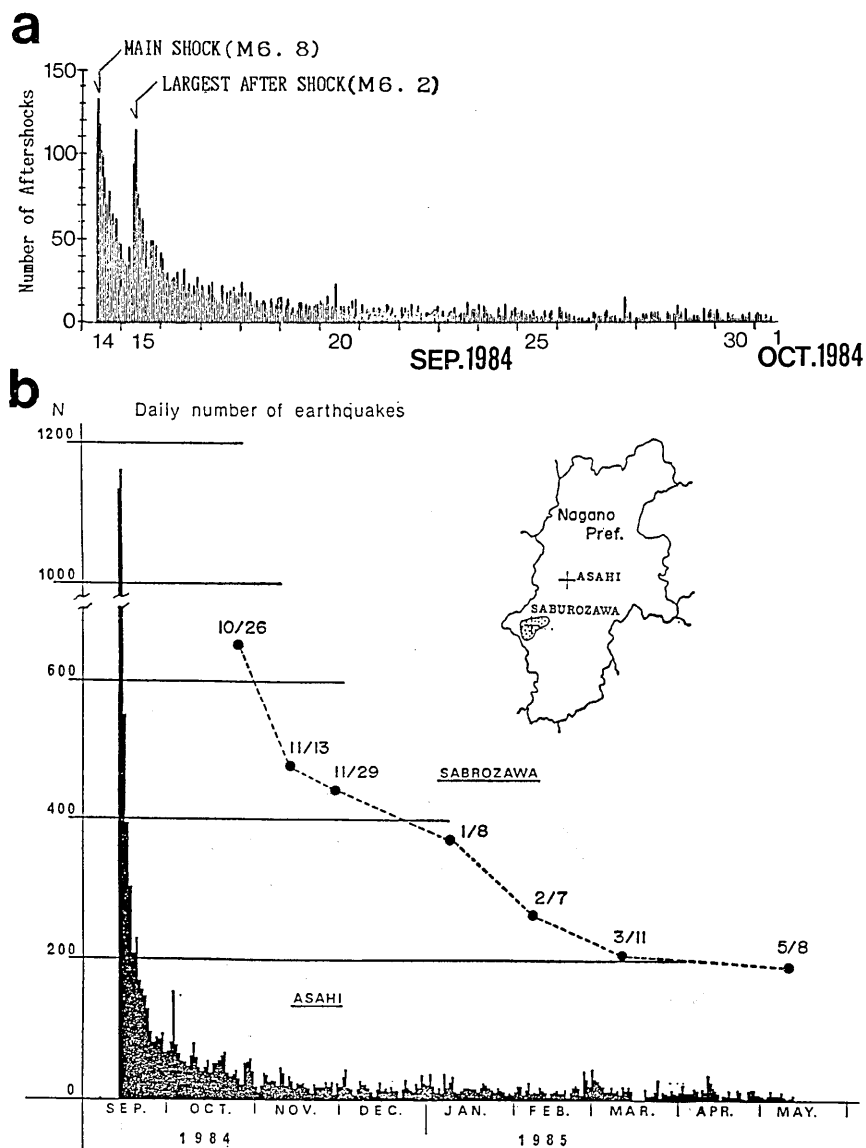 a
MAIN SHOCK (M6. 8)
LARGEST AFTER SHOCK (M6. 2)
Number of Aftershocks
150
100
50
0
14 15 20 25 30 1
SEP.1984 OCT.1984
b
N Daily number of earthquakes
1200
1000
600
400
200
0
Nagano
Pref.
ASAHI
SABUROZAWA
10/26
11/13
11/29
SABROZAWA
1/8
2/7
3/11
5/8
ASAHI
SEP. OCT. NOV. DEC. JAN. FEB. MAR. APR. MAY.
1984 1985